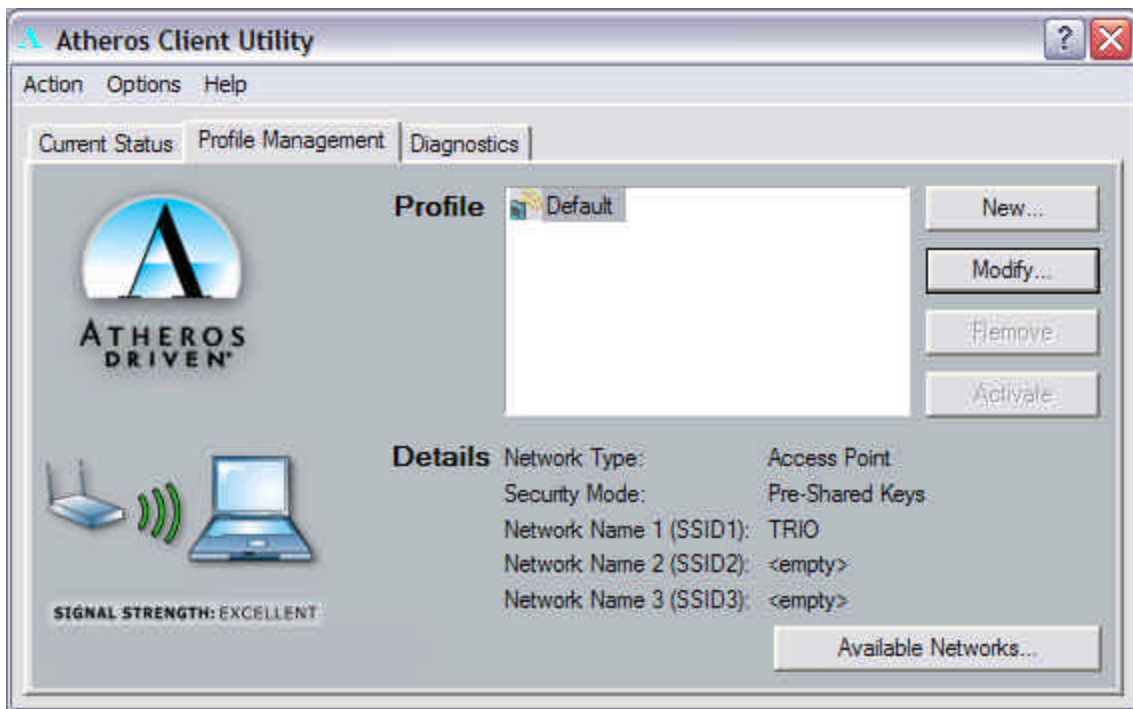 Atheros Client Utility
Action Options Help
Current Status Profile Management Diagnostics
ATHEROS
DRIVEN®
Profile
Default
New...
Modify...
Remove
Activate
Details
Network Type: Access Point
Security Mode: Pre-Shared Keys
Network Name 1 (SSID1): TRIO
Network Name 2 (SSID2): <empty>
Network Name 3 (SSID3): <empty>
SIGNAL STRENGTH: EXCELLENT
Available Networks...